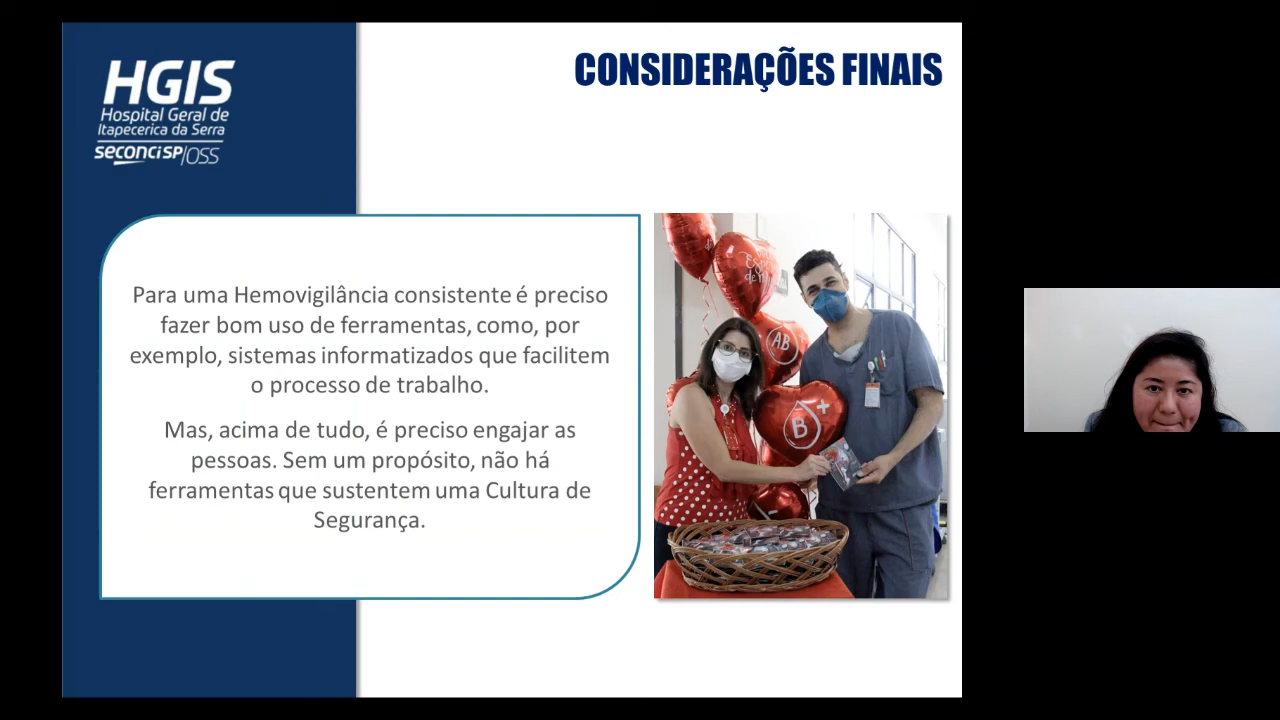 CONSIDERAÇÕES FINAIS
HGIS
Hospital Geral de
Itapecerica da Serra
seconciSP/OSS
Para uma Hemovigilância consistente é preciso
fazer bom uso de ferramentas, como, por
exemplo, sistemas informatizados que facilitem
o processo de trabalho.
Mas, acima de tudo, é preciso engajar as
pessoas. Sem um propósito, não há
ferramentas que sustentem uma Cultura de
Segurança.
AB
B+